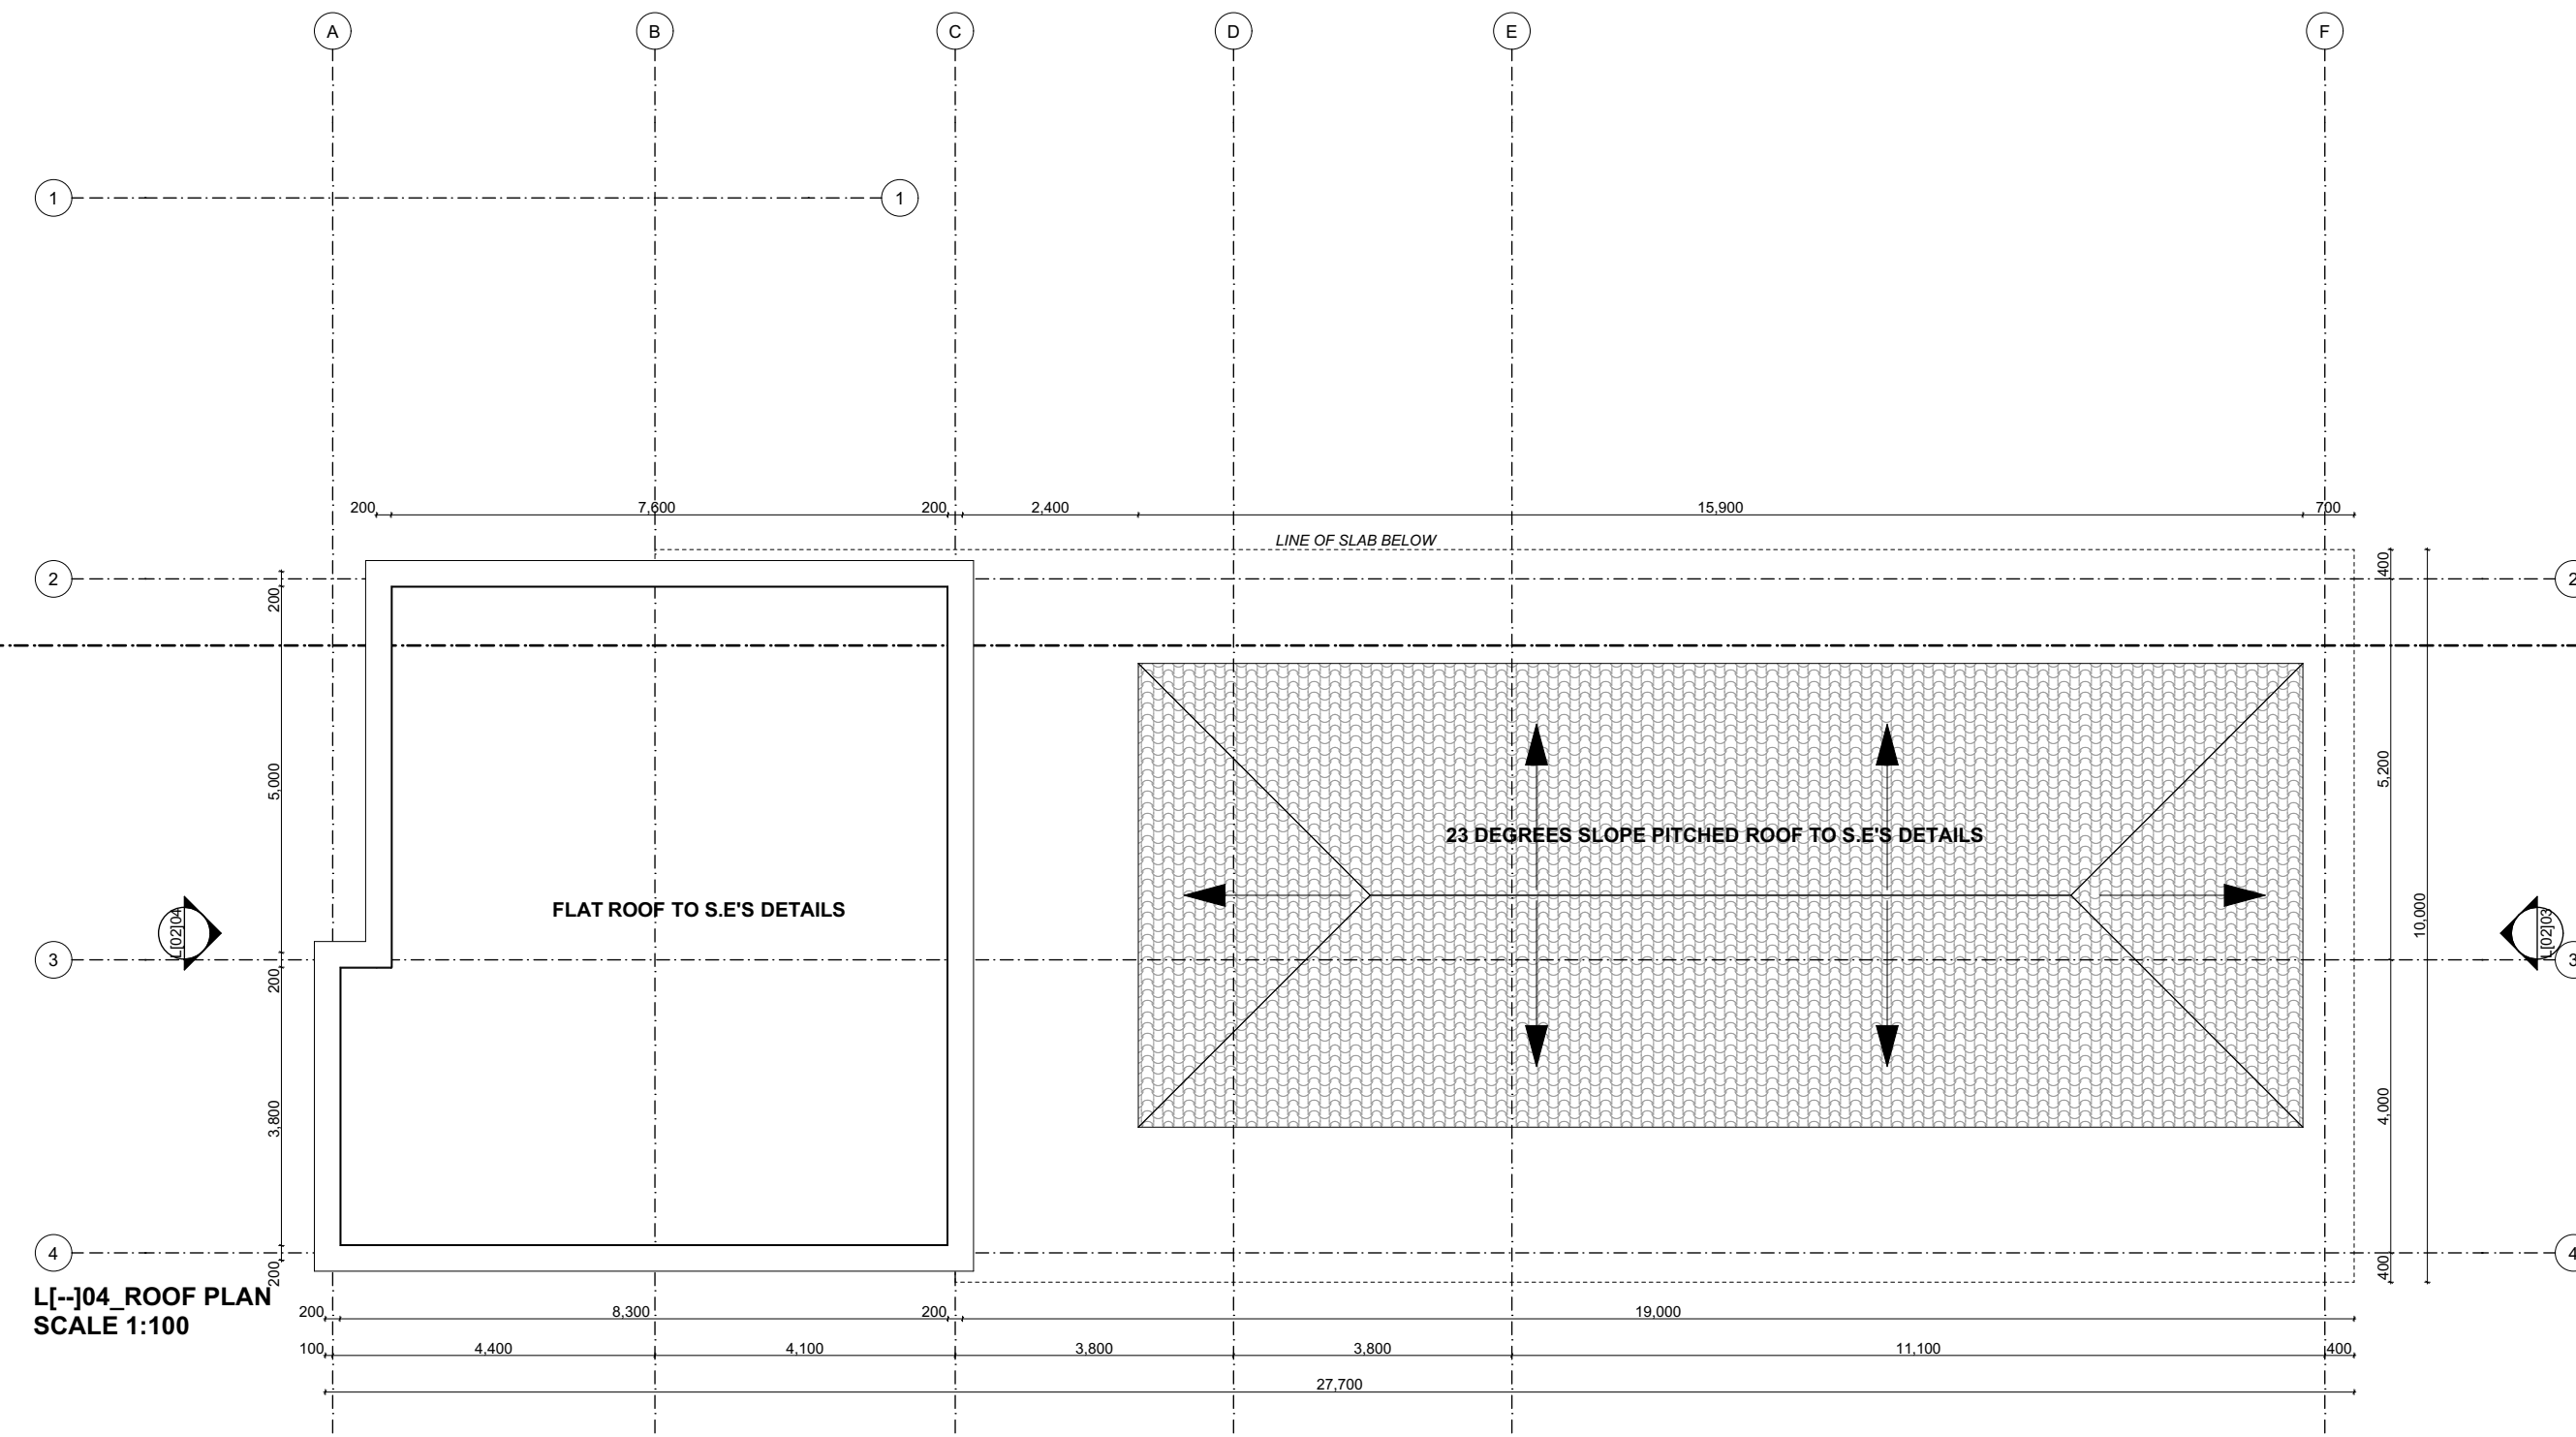 A B C D E F
1 1
200 7,600 200 2,400 15,900 700
LINE OF SLAB BELOW
400
2 2
200
5,000
5,200
23 DEGREES SLOPE PITCHED ROOF TO S.E'S DETAILS
FLAT ROOF TO S.E'S DETAILS
10,000
L[02]04
L[02]03
3 3
200
3,800
4,000
4 4
200
400
L[--]04_ROOF PLAN
SCALE 1:100
200 8,300 200 19,000
100 4,400 4,100 3,800 3,800 11,100 400
27,700